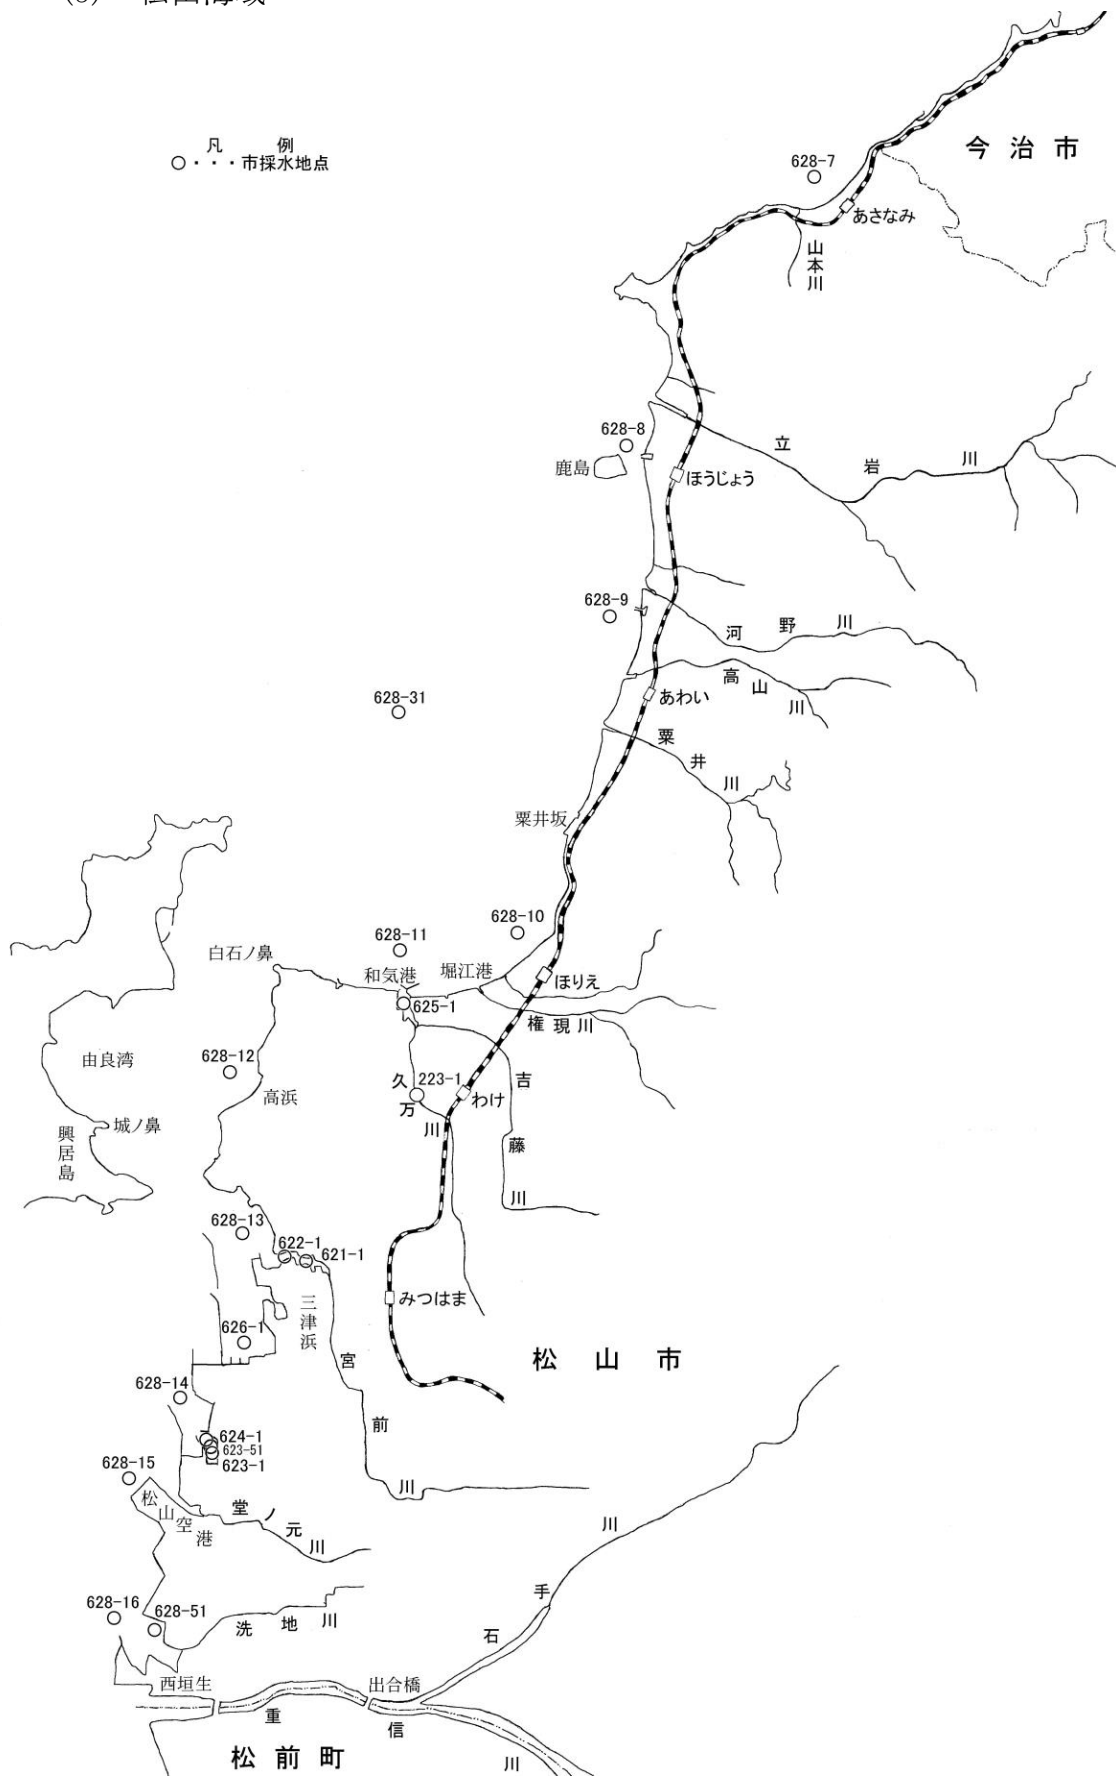 凡 例
○・・・市採水地点
今治市
628-7
あさなみ
山本川
628-8
鹿島
ほうじょう
立岩川
628-9
河野川
高山川
628-31
あわい
粟井川
粟井坂
628-10
628-11
白石ノ鼻
和気港
堀江港
ほりえ
625-1
権現川
由良湾
628-12
高浜
久万川
223-1
わけ
吉藤川
城ノ鼻
興居島
628-13
622-1
621-1
三津浜
みつはま
626-1
宮前川
松山市
628-14
624-1
623-51
623-1
628-15
松山空港
堂ノ元川
石手川
628-16
628-51
洗地川
西垣生
出合橋
重信川
松前町